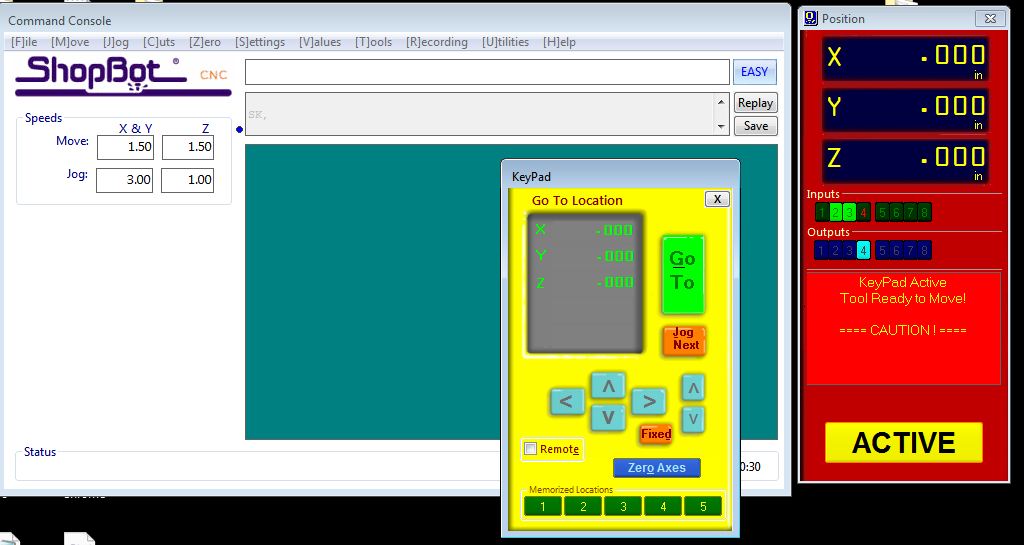 Command Console
[F]ile [M]ove [J]og [C]uts [Z]ero [S]ettings [V]alues [T]ools [R]ecording [U]tilities [H]elp
ShopBot® CNC
EASY
SK,
Replay
Save
Speeds
X & Y Z
Move: 1.50 1.50
Jog: 3.00 1.00
Status
0:30
KeyPad
X
Go To Location
X .000
Y .000
Z .000
Go
To
Jog
Next
< ^ > v
^ v
Fixed
Remote
Zero Axes
Memorized Locations
1 2 3 4 5
Position
X .000
in
Y .000
in
Z .000
in
Inputs
1 2 3 4 5 6 7 8
Outputs
1 2 3 4 5 6 7 8
KeyPad Active
Tool Ready to Move!
==== CAUTION! ====
ACTIVE